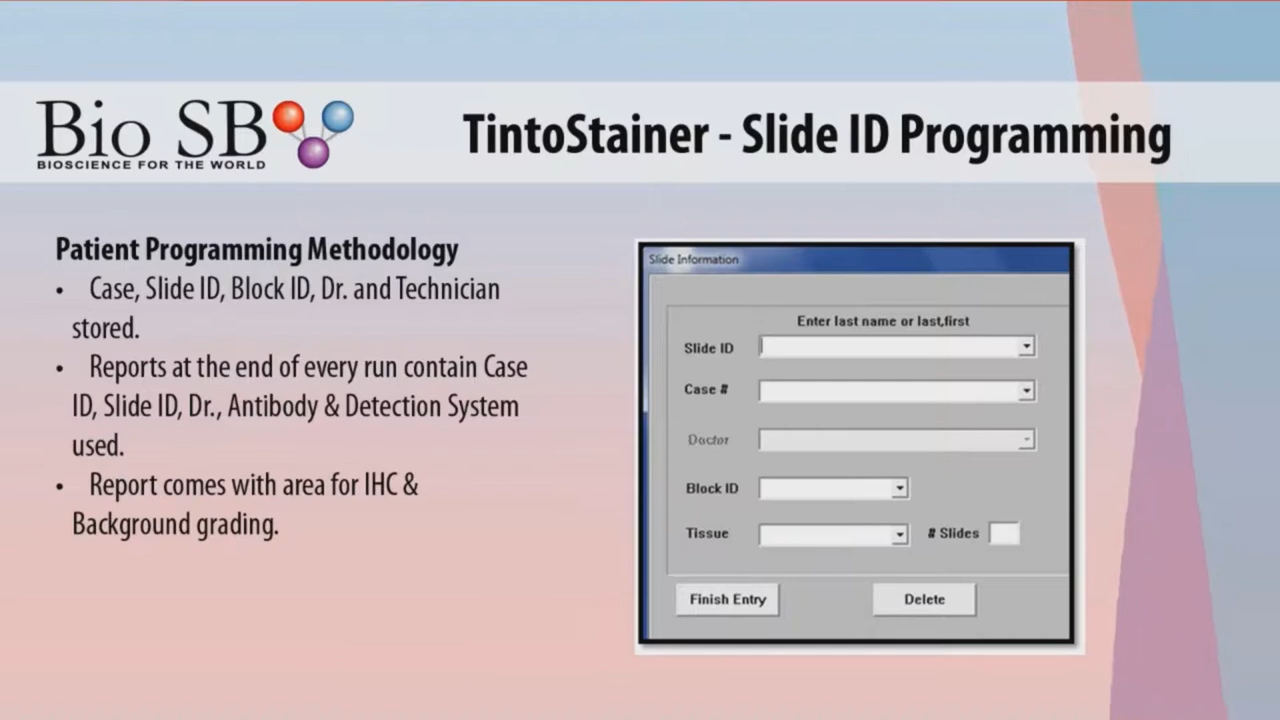 Bio SB
BIOSCIENCE FOR THE WORLD
TintoStainer - Slide ID Programming
Patient Programming Methodology
• Case, Slide ID, Block ID, Dr. and Technician
stored.
• Reports at the end of every run contain Case
ID, Slide ID, Dr., Antibody & Detection System
used.
• Report comes with area for IHC &
Background grading.
Slide Information
Enter last name or last,first
Slide ID
Case #
Doctor
Block ID
Tissue # Slides
Finish Entry Delete